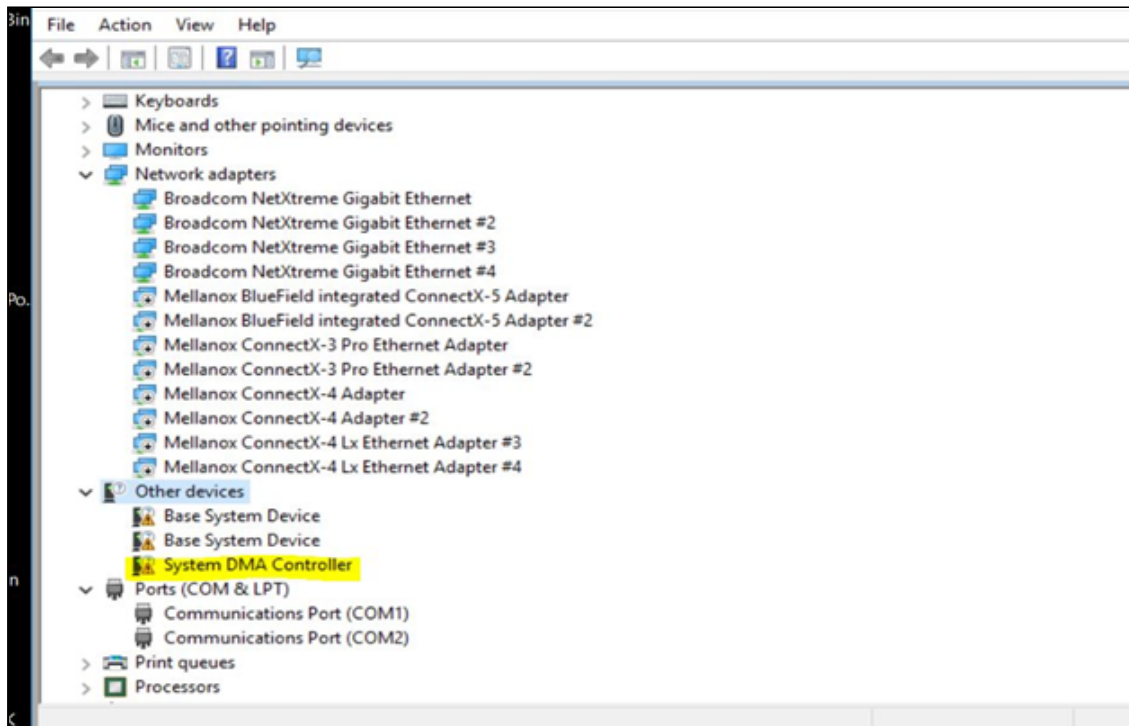 3in
File Action View Help
Keyboards
Mice and other pointing devices
Monitors
Network adapters
Broadcom NetXtreme Gigabit Ethernet
Broadcom NetXtreme Gigabit Ethernet #2
Broadcom NetXtreme Gigabit Ethernet #3
Broadcom NetXtreme Gigabit Ethernet #4
Po.
Mellanox BlueField integrated ConnectX-5 Adapter
Mellanox BlueField integrated ConnectX-5 Adapter #2
Mellanox ConnectX-3 Pro Ethernet Adapter
Mellanox ConnectX-3 Pro Ethernet Adapter #2
Mellanox ConnectX-4 Adapter
Mellanox ConnectX-4 Adapter #2
Mellanox ConnectX-4 Lx Ethernet Adapter #3
Mellanox ConnectX-4 Lx Ethernet Adapter #4
Other devices
Base System Device
Base System Device
System DMA Controller
n
Ports (COM & LPT)
Communications Port (COM1)
Communications Port (COM2)
Print queues
Processors